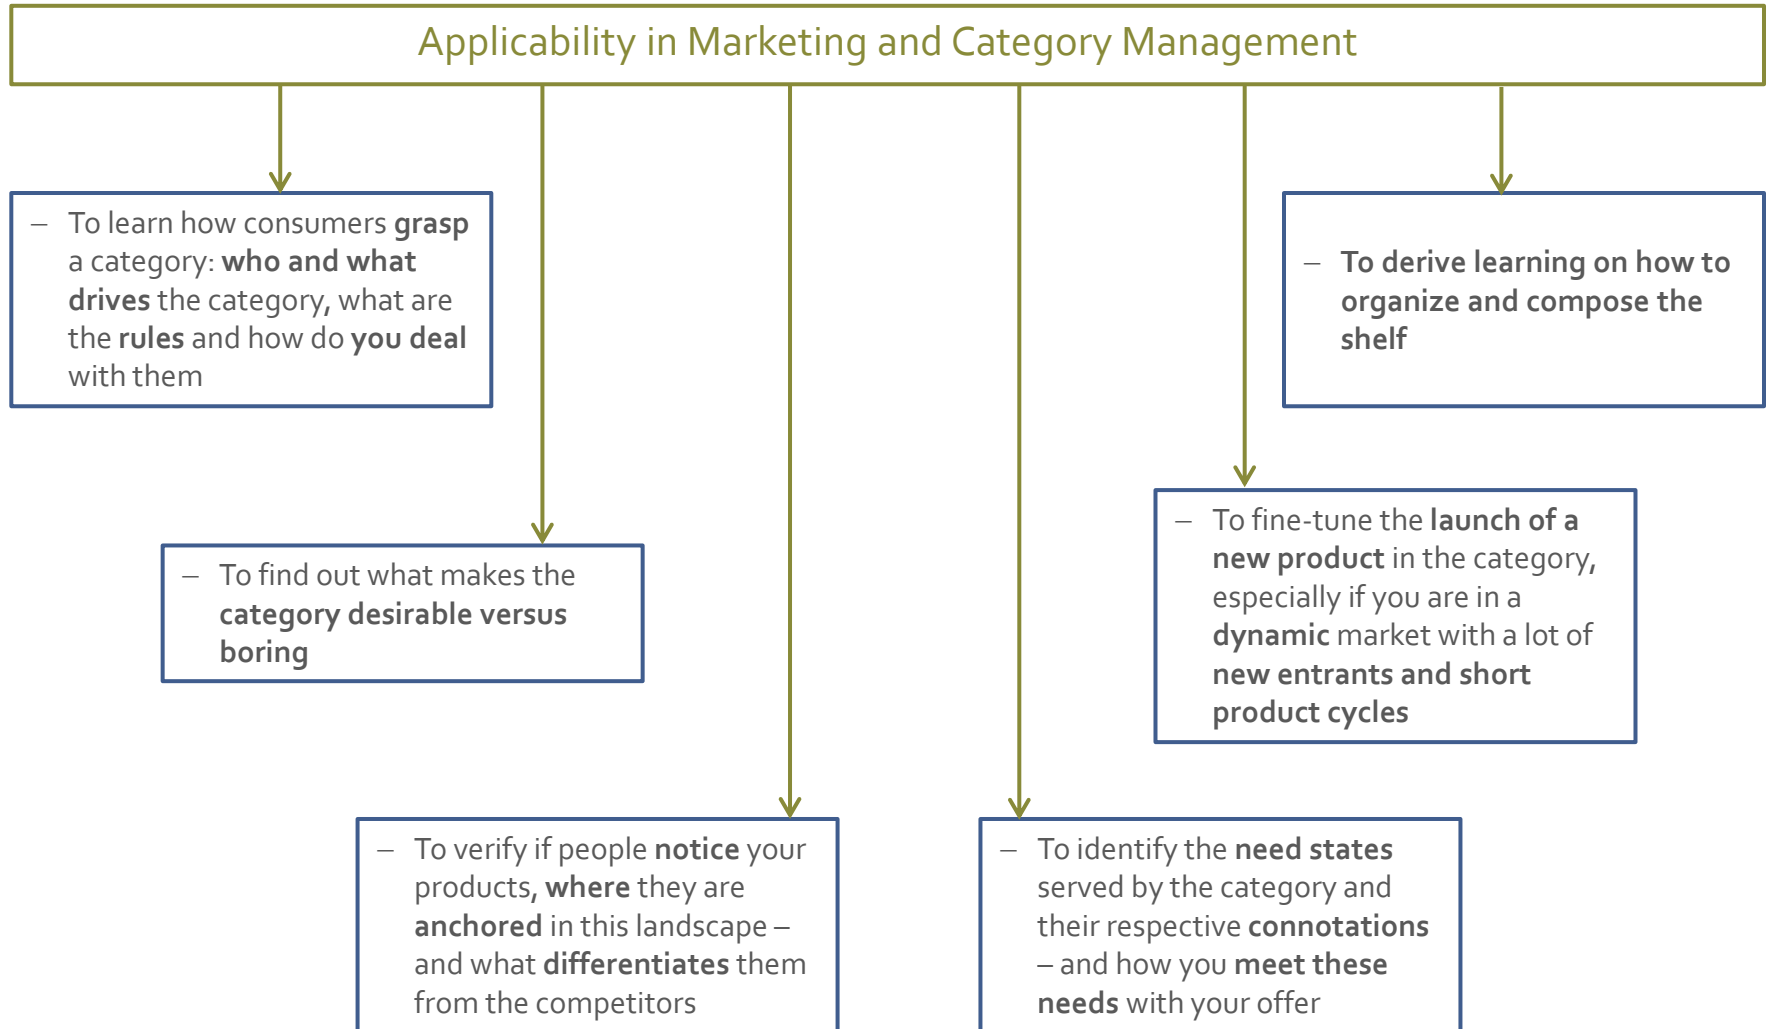 Applicability in Marketing and Category Management
– To learn how consumers grasp
a category: who and what
drives the category, what are
the rules and how do you deal
with them
– To derive learning on how to
organize and compose the
shelf
– To find out what makes the
category desirable versus
boring
– To fine-tune the launch of a
new product in the category,
especially if you are in a
dynamic market with a lot of
new entrants and short
product cycles
– To verify if people notice your
products, where they are
anchored in this landscape –
and what differentiates them
from the competitors
– To identify the need states
served by the category and
their respective connotations
– and how you meet these
needs with your offer